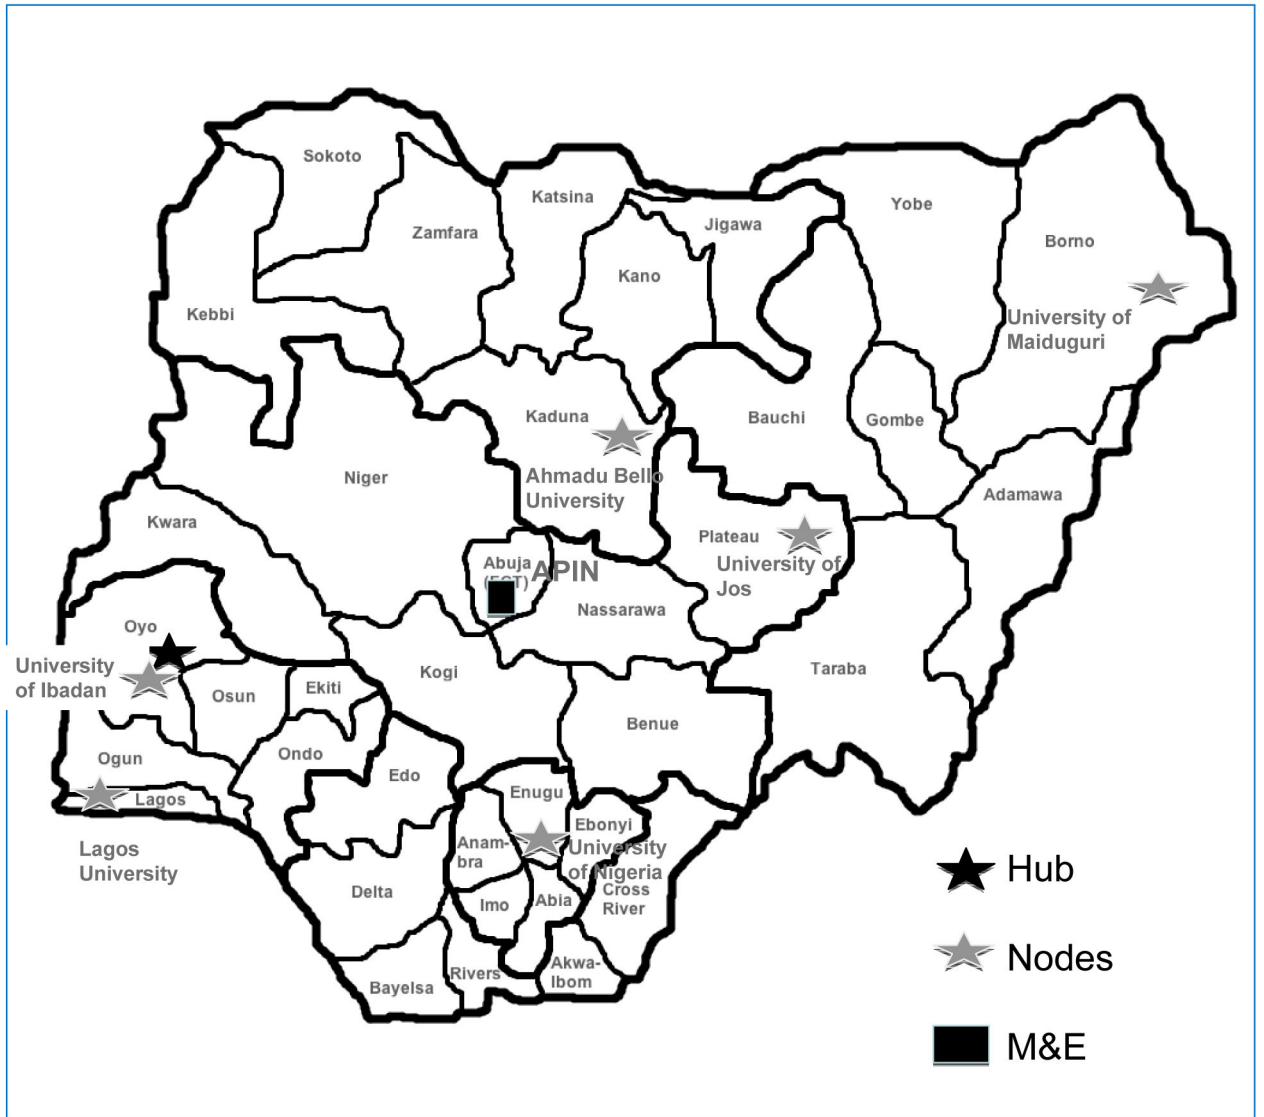 Sokoto
Katsina
Yobe
Zamfara
Jigawa
Borno
Kano
Kebbi
University of
Maiduguri
Kaduna
Bauchi
Gombe
Ahmadu Bello
University
Niger
Adamawa
Kwara
Plateau
University of
Jos
Abuja
(FCT)
APIN
Nassarawa
Oyo
University
of Ibadan
Osun
Ekiti
Kogi
Taraba
Benue
Ogun
Ondo
Edo
Enugu
Lagos
Ebonyi
Lagos
University
Anam-
bra
University
of Nigeria
Delta
Imo
Abia
Cross
River
Bayelsa
Rivers
Akwa-
Ibom
Hub
Nodes
M&E